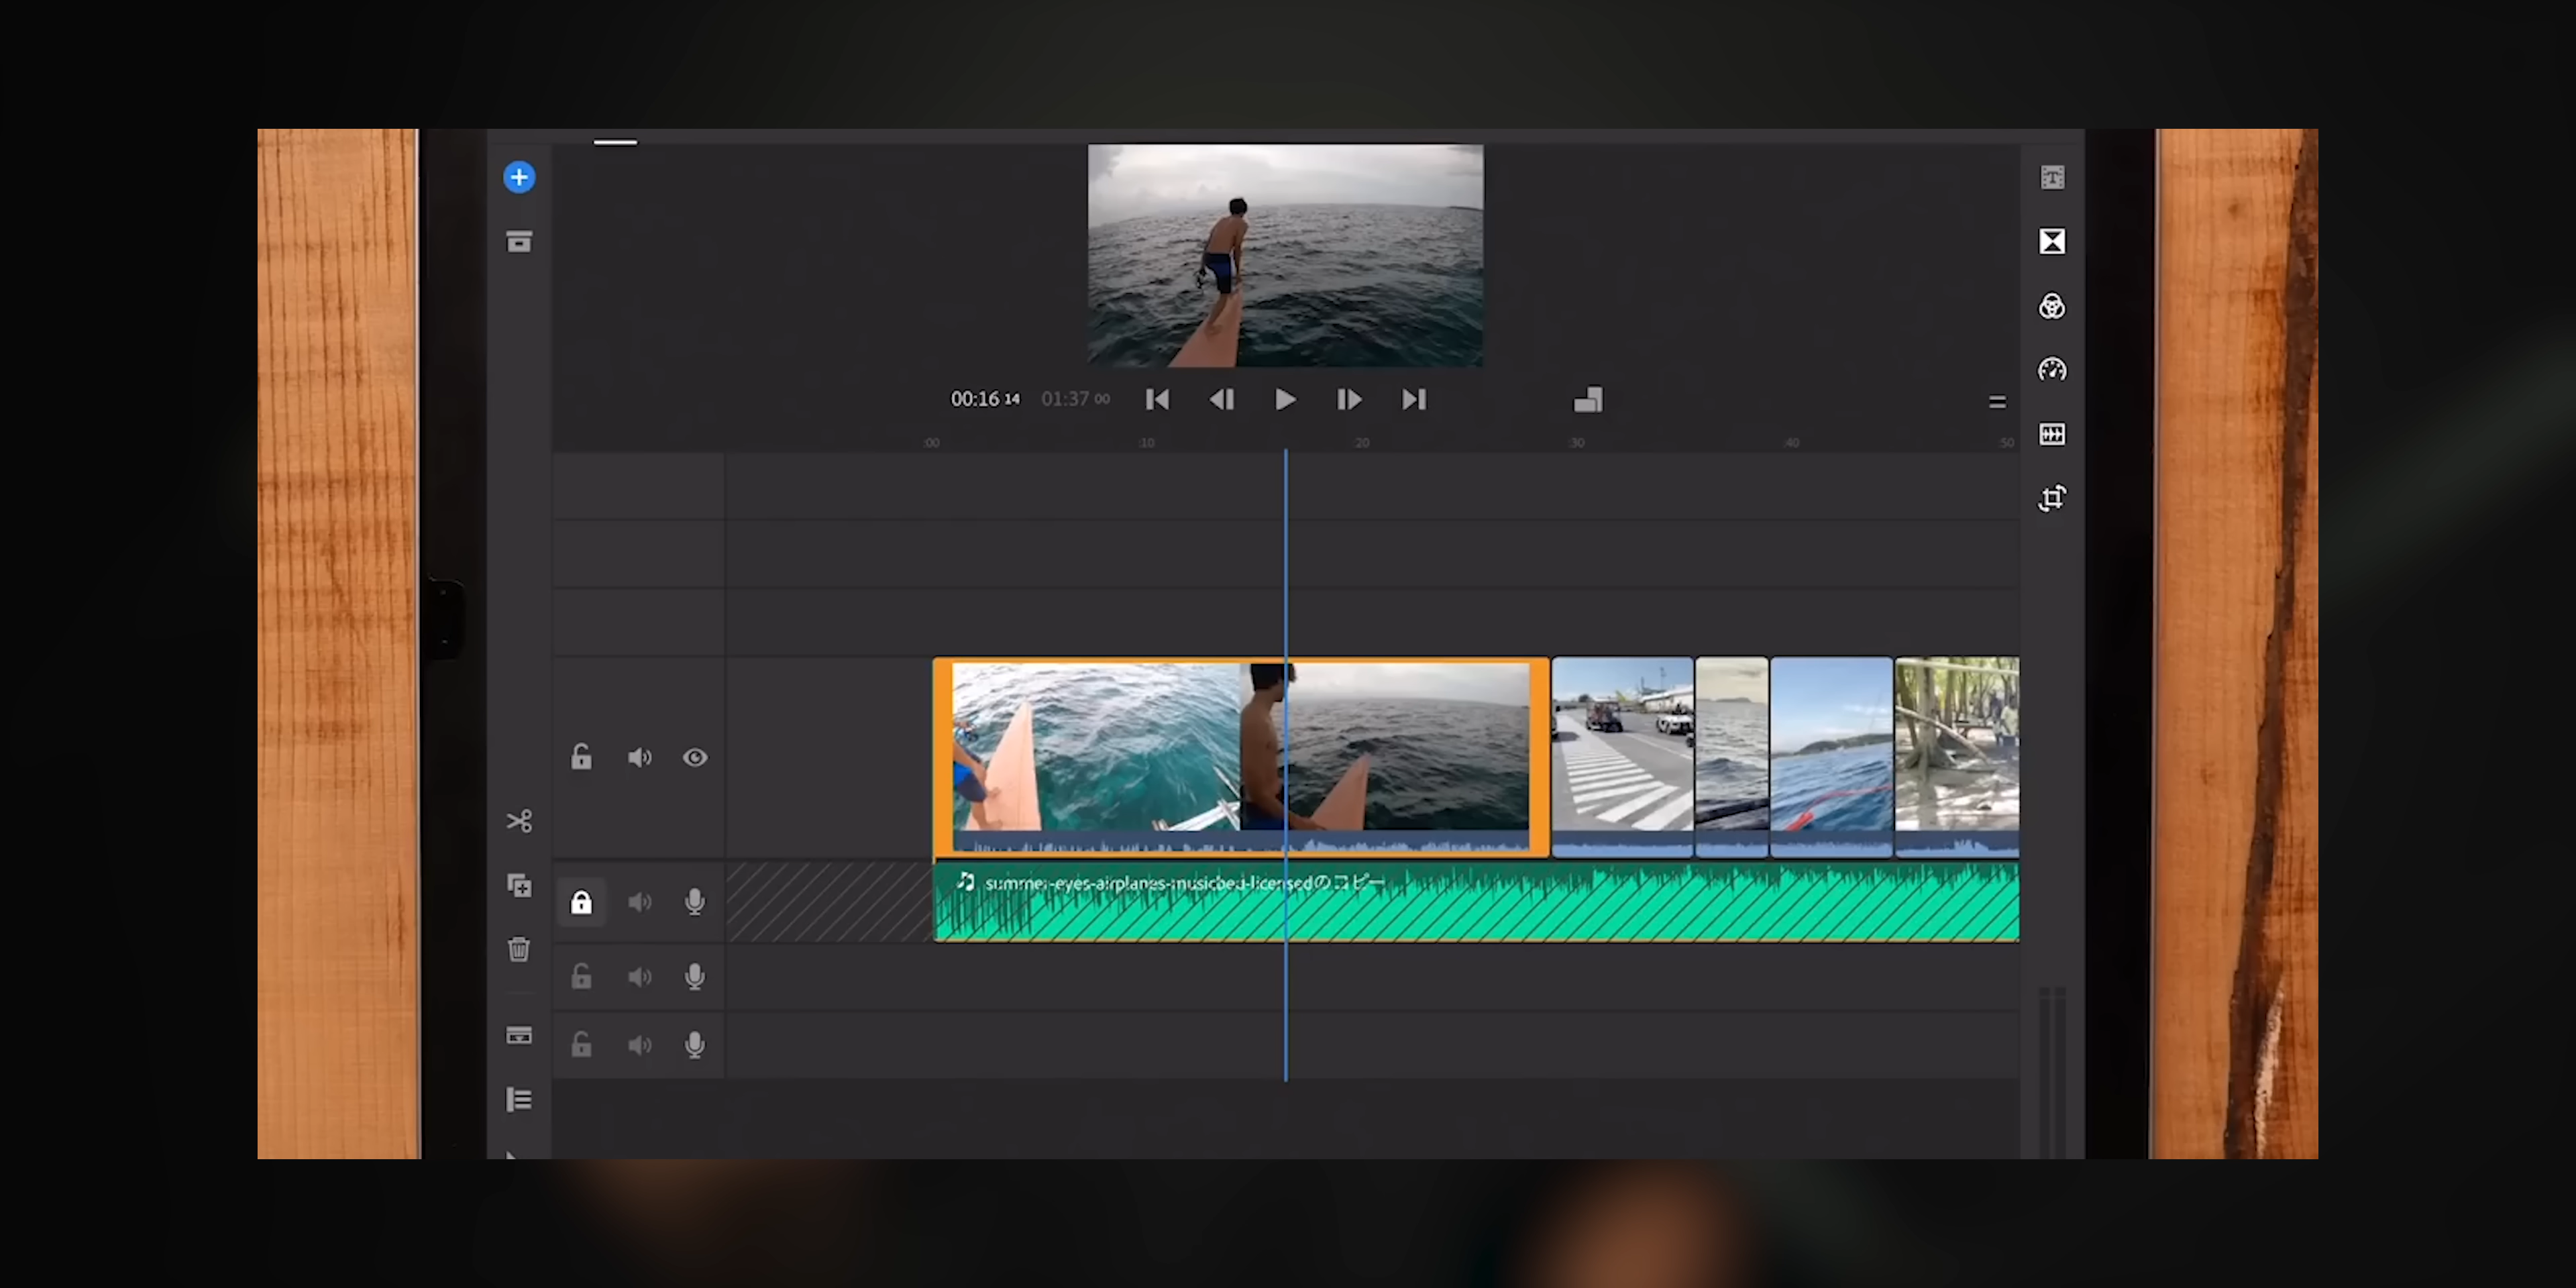 00:16 14 01:37 00
:00 :10 :20 :30 :40 :50
summer-eyes-airplanes-musicbed-licensedのコピー